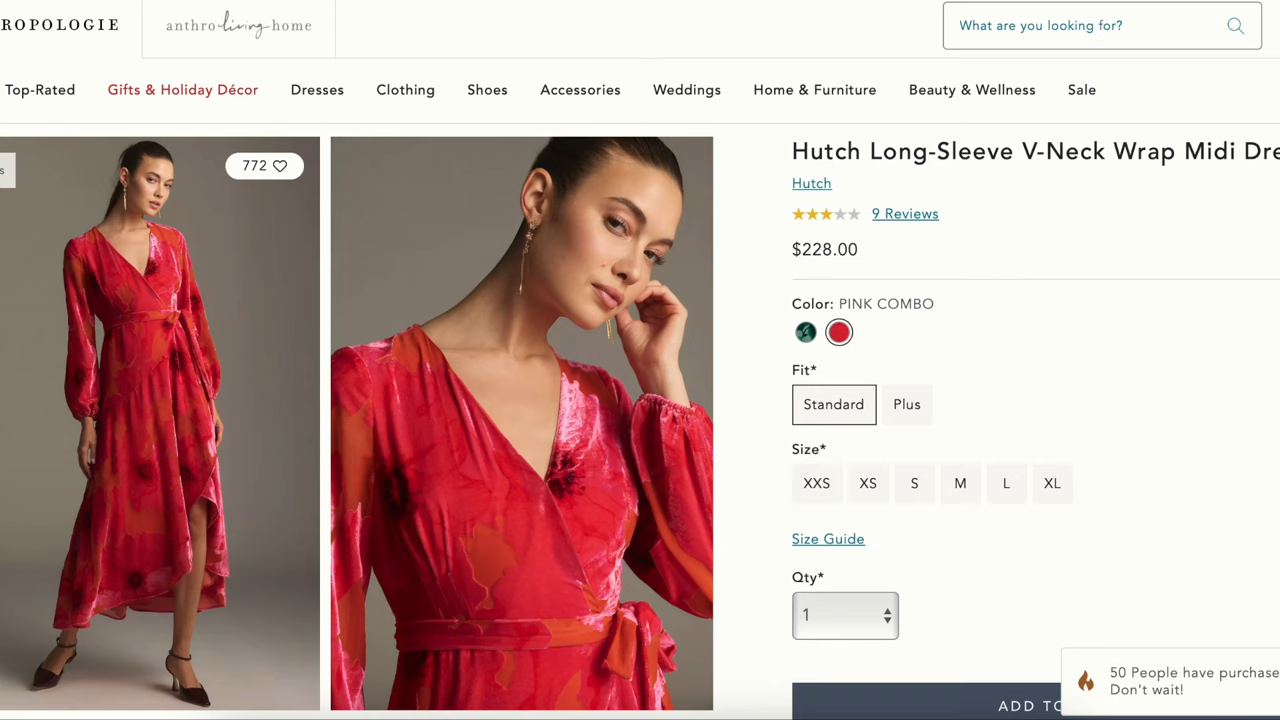 ROPOLOGIE
anthro living home
What are you looking for?
Top-Rated
Gifts & Holiday Décor
Dresses
Clothing
Shoes
Accessories
Weddings
Home & Furniture
Beauty & Wellness
Sale
s
772
Hutch Long-Sleeve V-Neck Wrap Midi Dre
Hutch
9 Reviews
$228.00
Color: PINK COMBO
Fit*
Standard
Plus
Size*
XXS
XS
S
M
L
XL
Size Guide
Qty*
1
50 People have purchase
Don't wait!
ADD TO